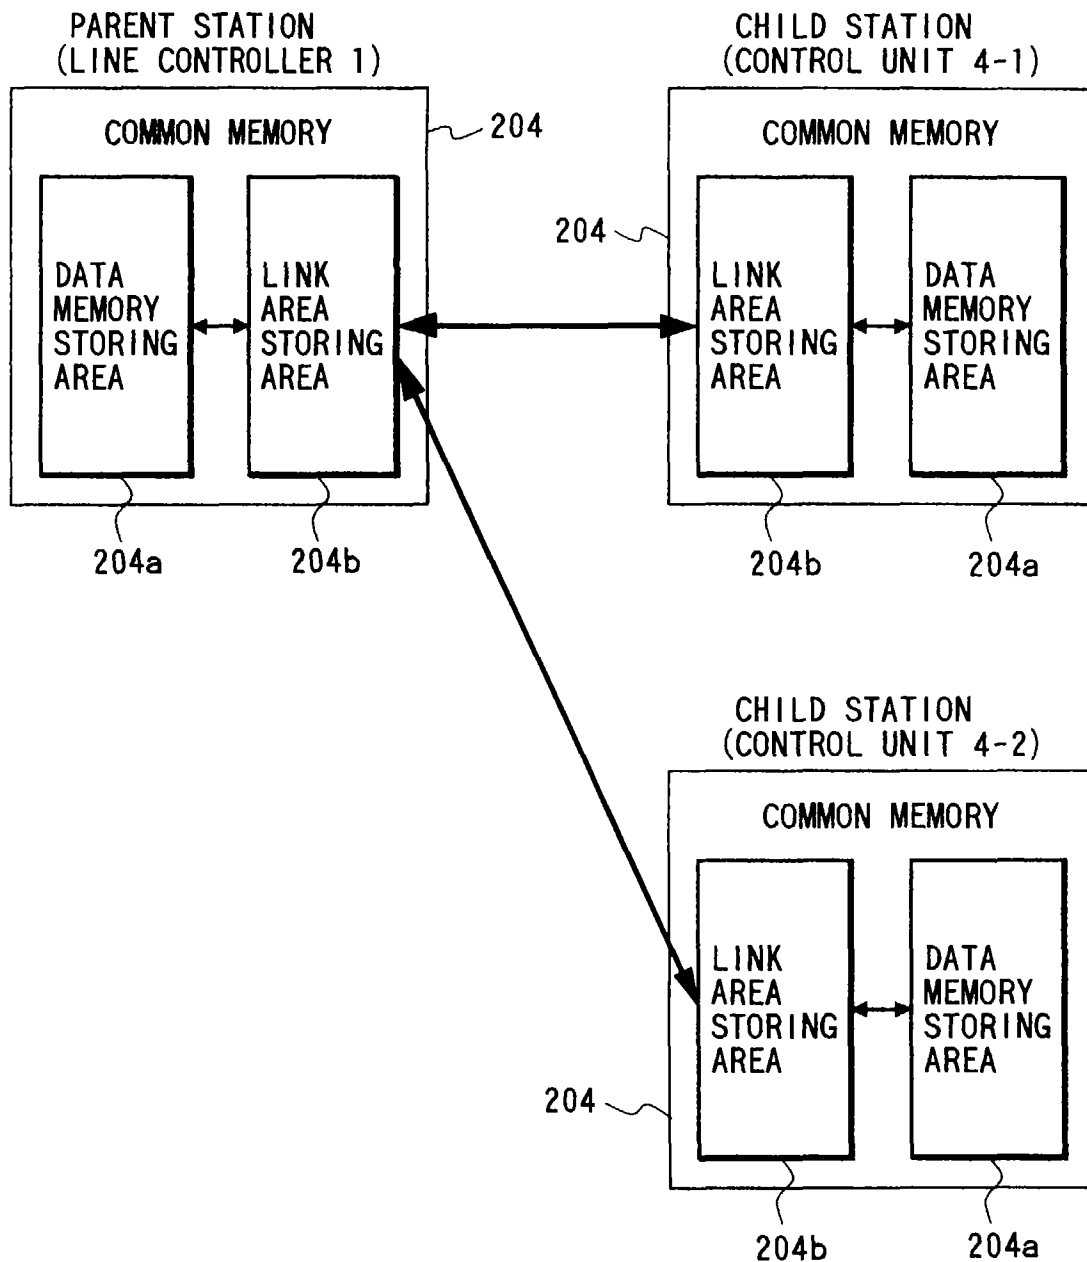 PARENT STATION
(LINE CONTROLLER 1)
COMMON MEMORY
204
DATA
MEMORY
STORING
AREA
LINK
AREA
STORING
AREA
204a
204b
CHILD STATION
(CONTROL UNIT 4-1)
COMMON MEMORY
204
LINK
AREA
STORING
AREA
DATA
MEMORY
STORING
AREA
204b
204a
CHILD STATION
(CONTROL UNIT 4-2)
COMMON MEMORY
LINK
AREA
STORING
AREA
DATA
MEMORY
STORING
AREA
204
204b
204a